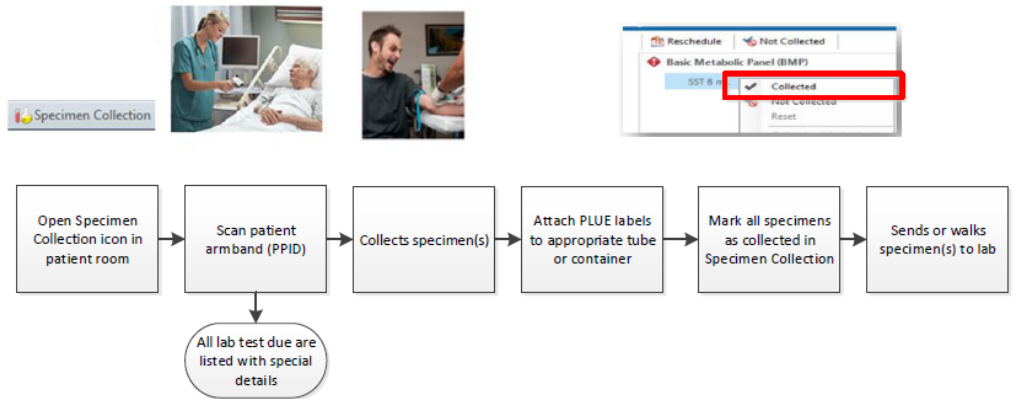 Specimen Collection
Reschedule Not Collected
Basic Metabolic Panel (BMP)
SST 8 m
Collected
Not Collected
Reset
Open Specimen
Collection icon in
patient room
Scan patient
armband (PPID)
Collects specimen(s)
Attach PLUE labels
to appropriate tube
or container
Mark all specimens
as collected in
Specimen Collection
Sends or walks
specimen(s) to lab
All lab test due are
listed with special
details